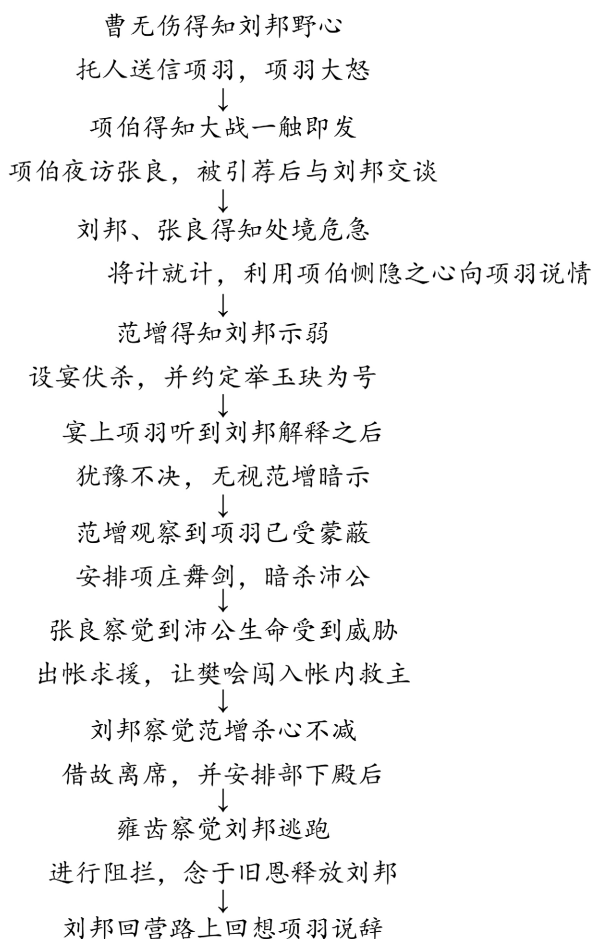 曹无伤得知刘邦野心
托人送信项羽，项羽大怒
↓
项伯得知大战一触即发
项伯夜访张良，被引荐后与刘邦交谈
↓
刘邦、张良得知处境危急
将计就计，利用项伯恻隐之心向项羽说情
↓
范增得知刘邦示弱
设宴伏杀，并约定举玉玦为号
↓
宴上项羽听到刘邦解释之后
犹豫不决，无视范增暗示
↓
范增观察到项羽已受蒙蔽
安排项庄舞剑，暗杀沛公
↓
张良察觉到沛公生命受到威胁
出帐求援，让樊哙闯入帐内救主
↓
刘邦察觉范增杀心不减
借故离席，并安排部下殿后
↓
雍齿察觉刘邦逃跑
进行阻拦，念于旧恩释放刘邦
↓
刘邦回营路上回想项羽说辞